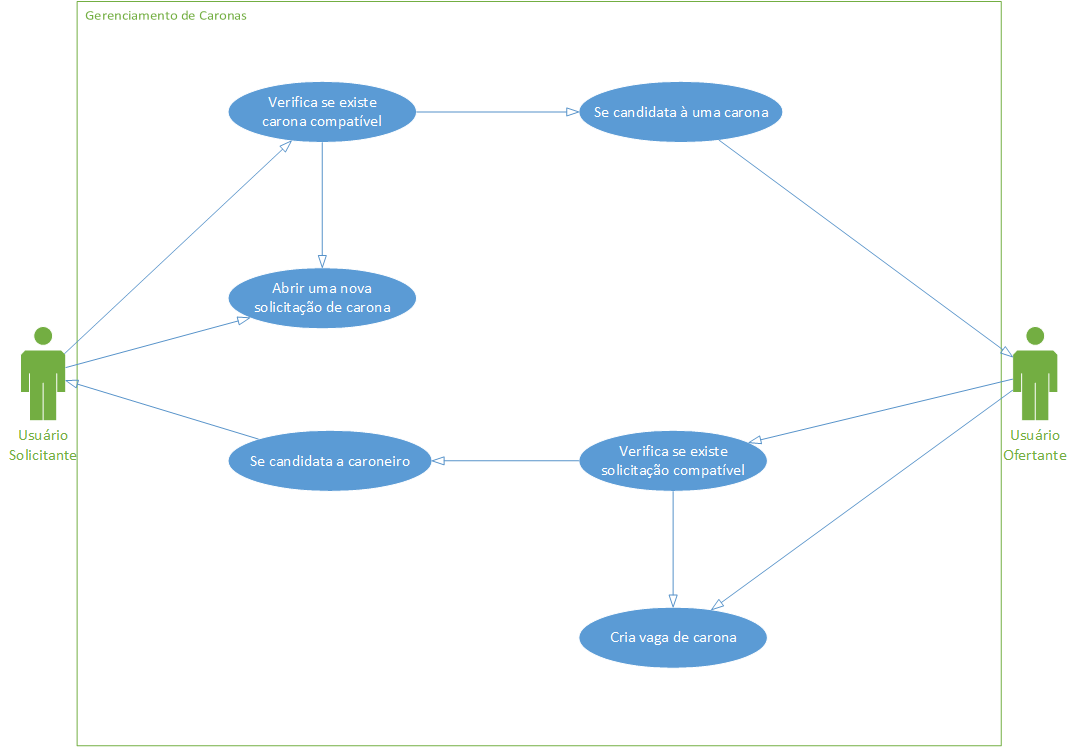 Gerenciamento de Caronas
Verifica se existe
carona compatível
Se candidata à uma carona
Abrir uma nova
solicitação de carona
Usuário
Solicitante
Usuário
Ofertante
Se candidata a caroneiro
Verifica se existe
solicitação compatível
Cria vaga de carona